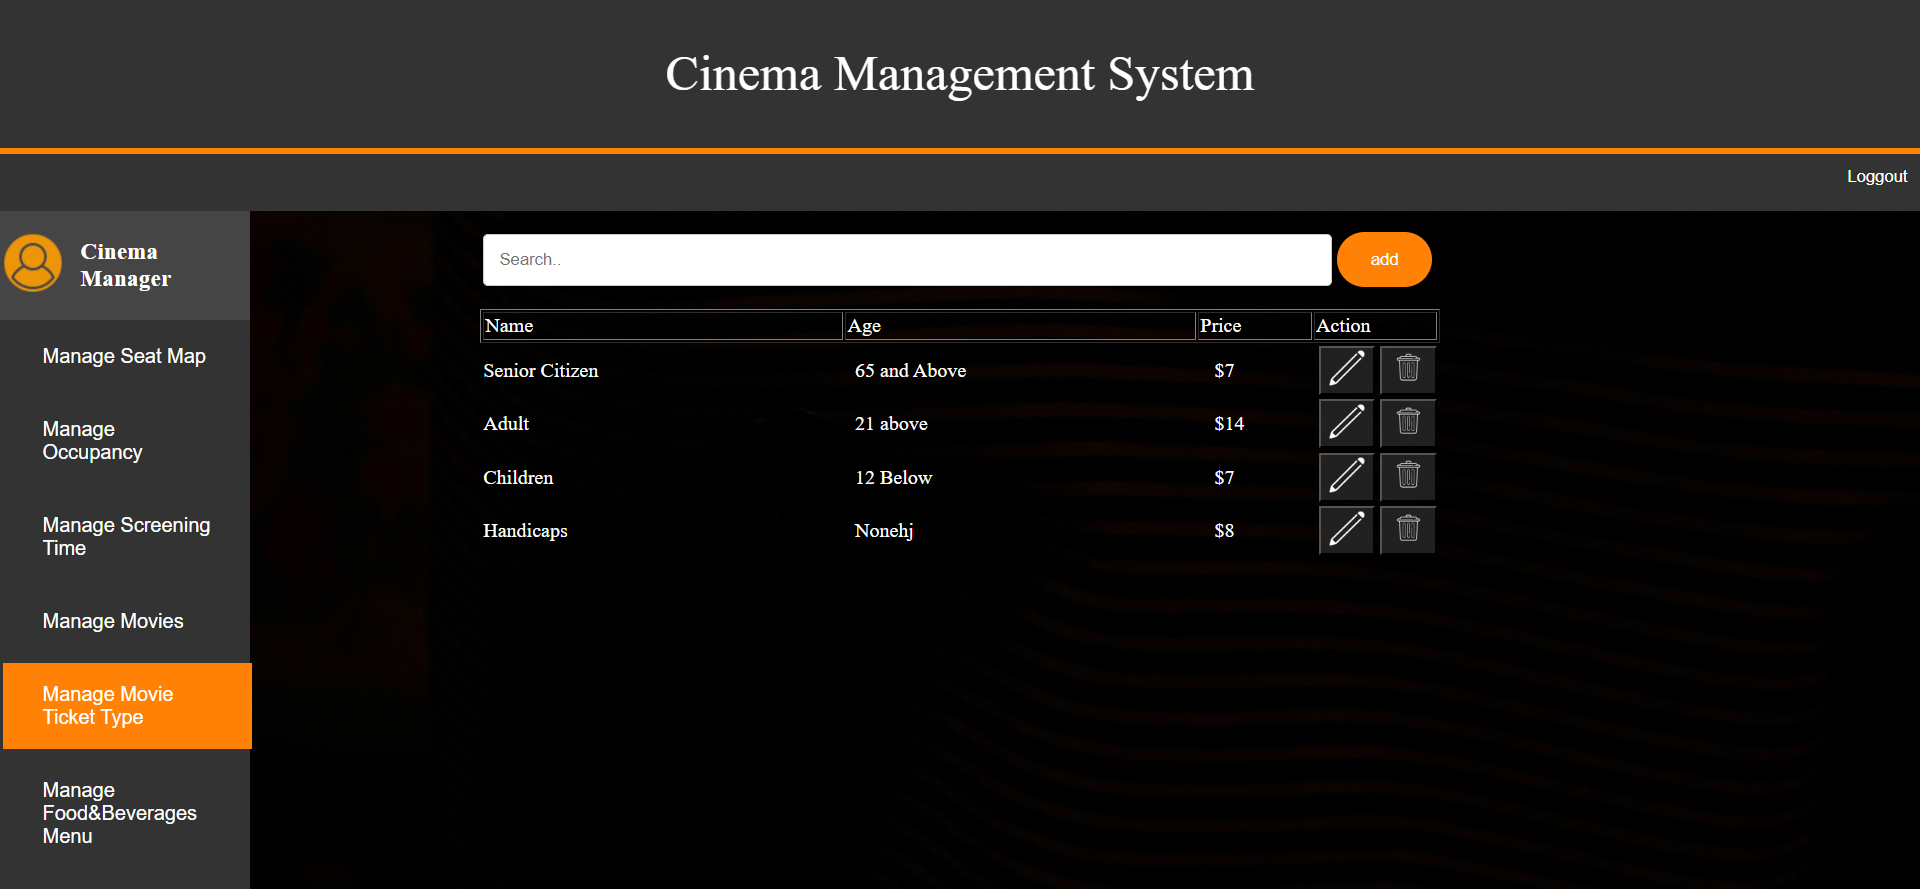 Cinema Management System
Loggout
Cinema
Manager
Search..
add
Name Age Price Action
Senior Citizen 65 and Above $7
Adult 21 above $14
Children 12 Below $7
Handicaps Nonehj $8
Manage Seat Map
Manage
Occupancy
Manage Screening
Time
Manage Movies
Manage Movie
Ticket Type
Manage
Food&Beverages
Menu